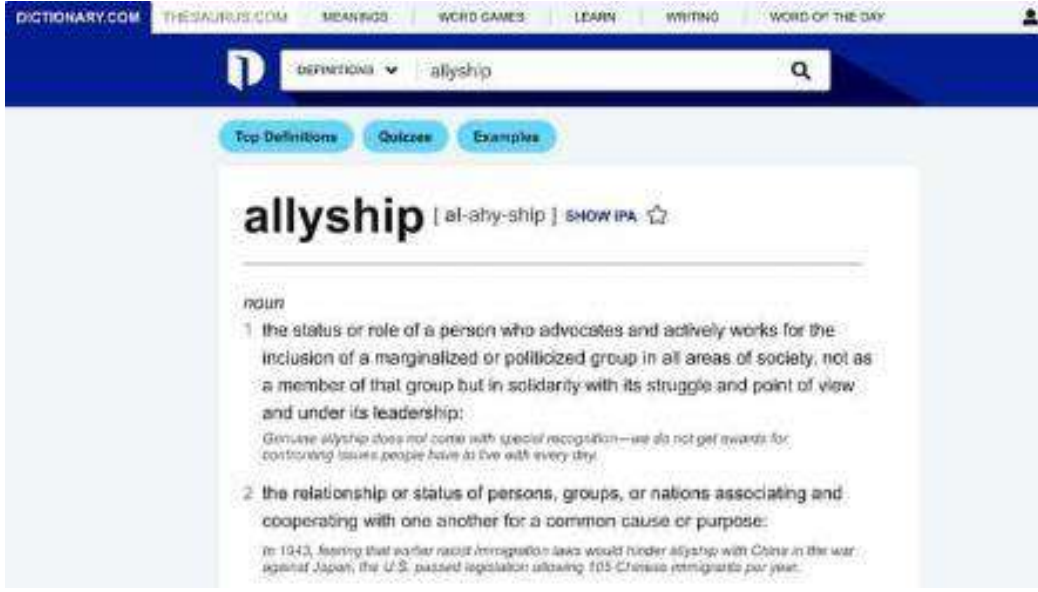 DICTIONARY.COM THESAURUS.COM MEANINGS WORD GAMES LEARN WRITING WORD OF THE DAY
DEFINITIONS allyship
Top Definitions Quizzes Examples
allyship [ al-ahy-ship ] SHOW IPA
noun
1 the status or role of a person who advocates and actively works for the
inclusion of a marginalized or politicized group in all areas of society, not as
a member of that group but in solidarity with its struggle and point of view
and under its leadership:
Genuine allyship does not come with special recognition—we do not get awards for
confronting issues people have to live with every day.
2 the relationship or status of persons, groups, or nations associating and
cooperating with one another for a common cause or purpose:
In 1943, fearing that earlier racist immigration laws would hinder allyship with China in the war
against Japan, the U.S. passed legislation allowing 105 Chinese immigrants per year.